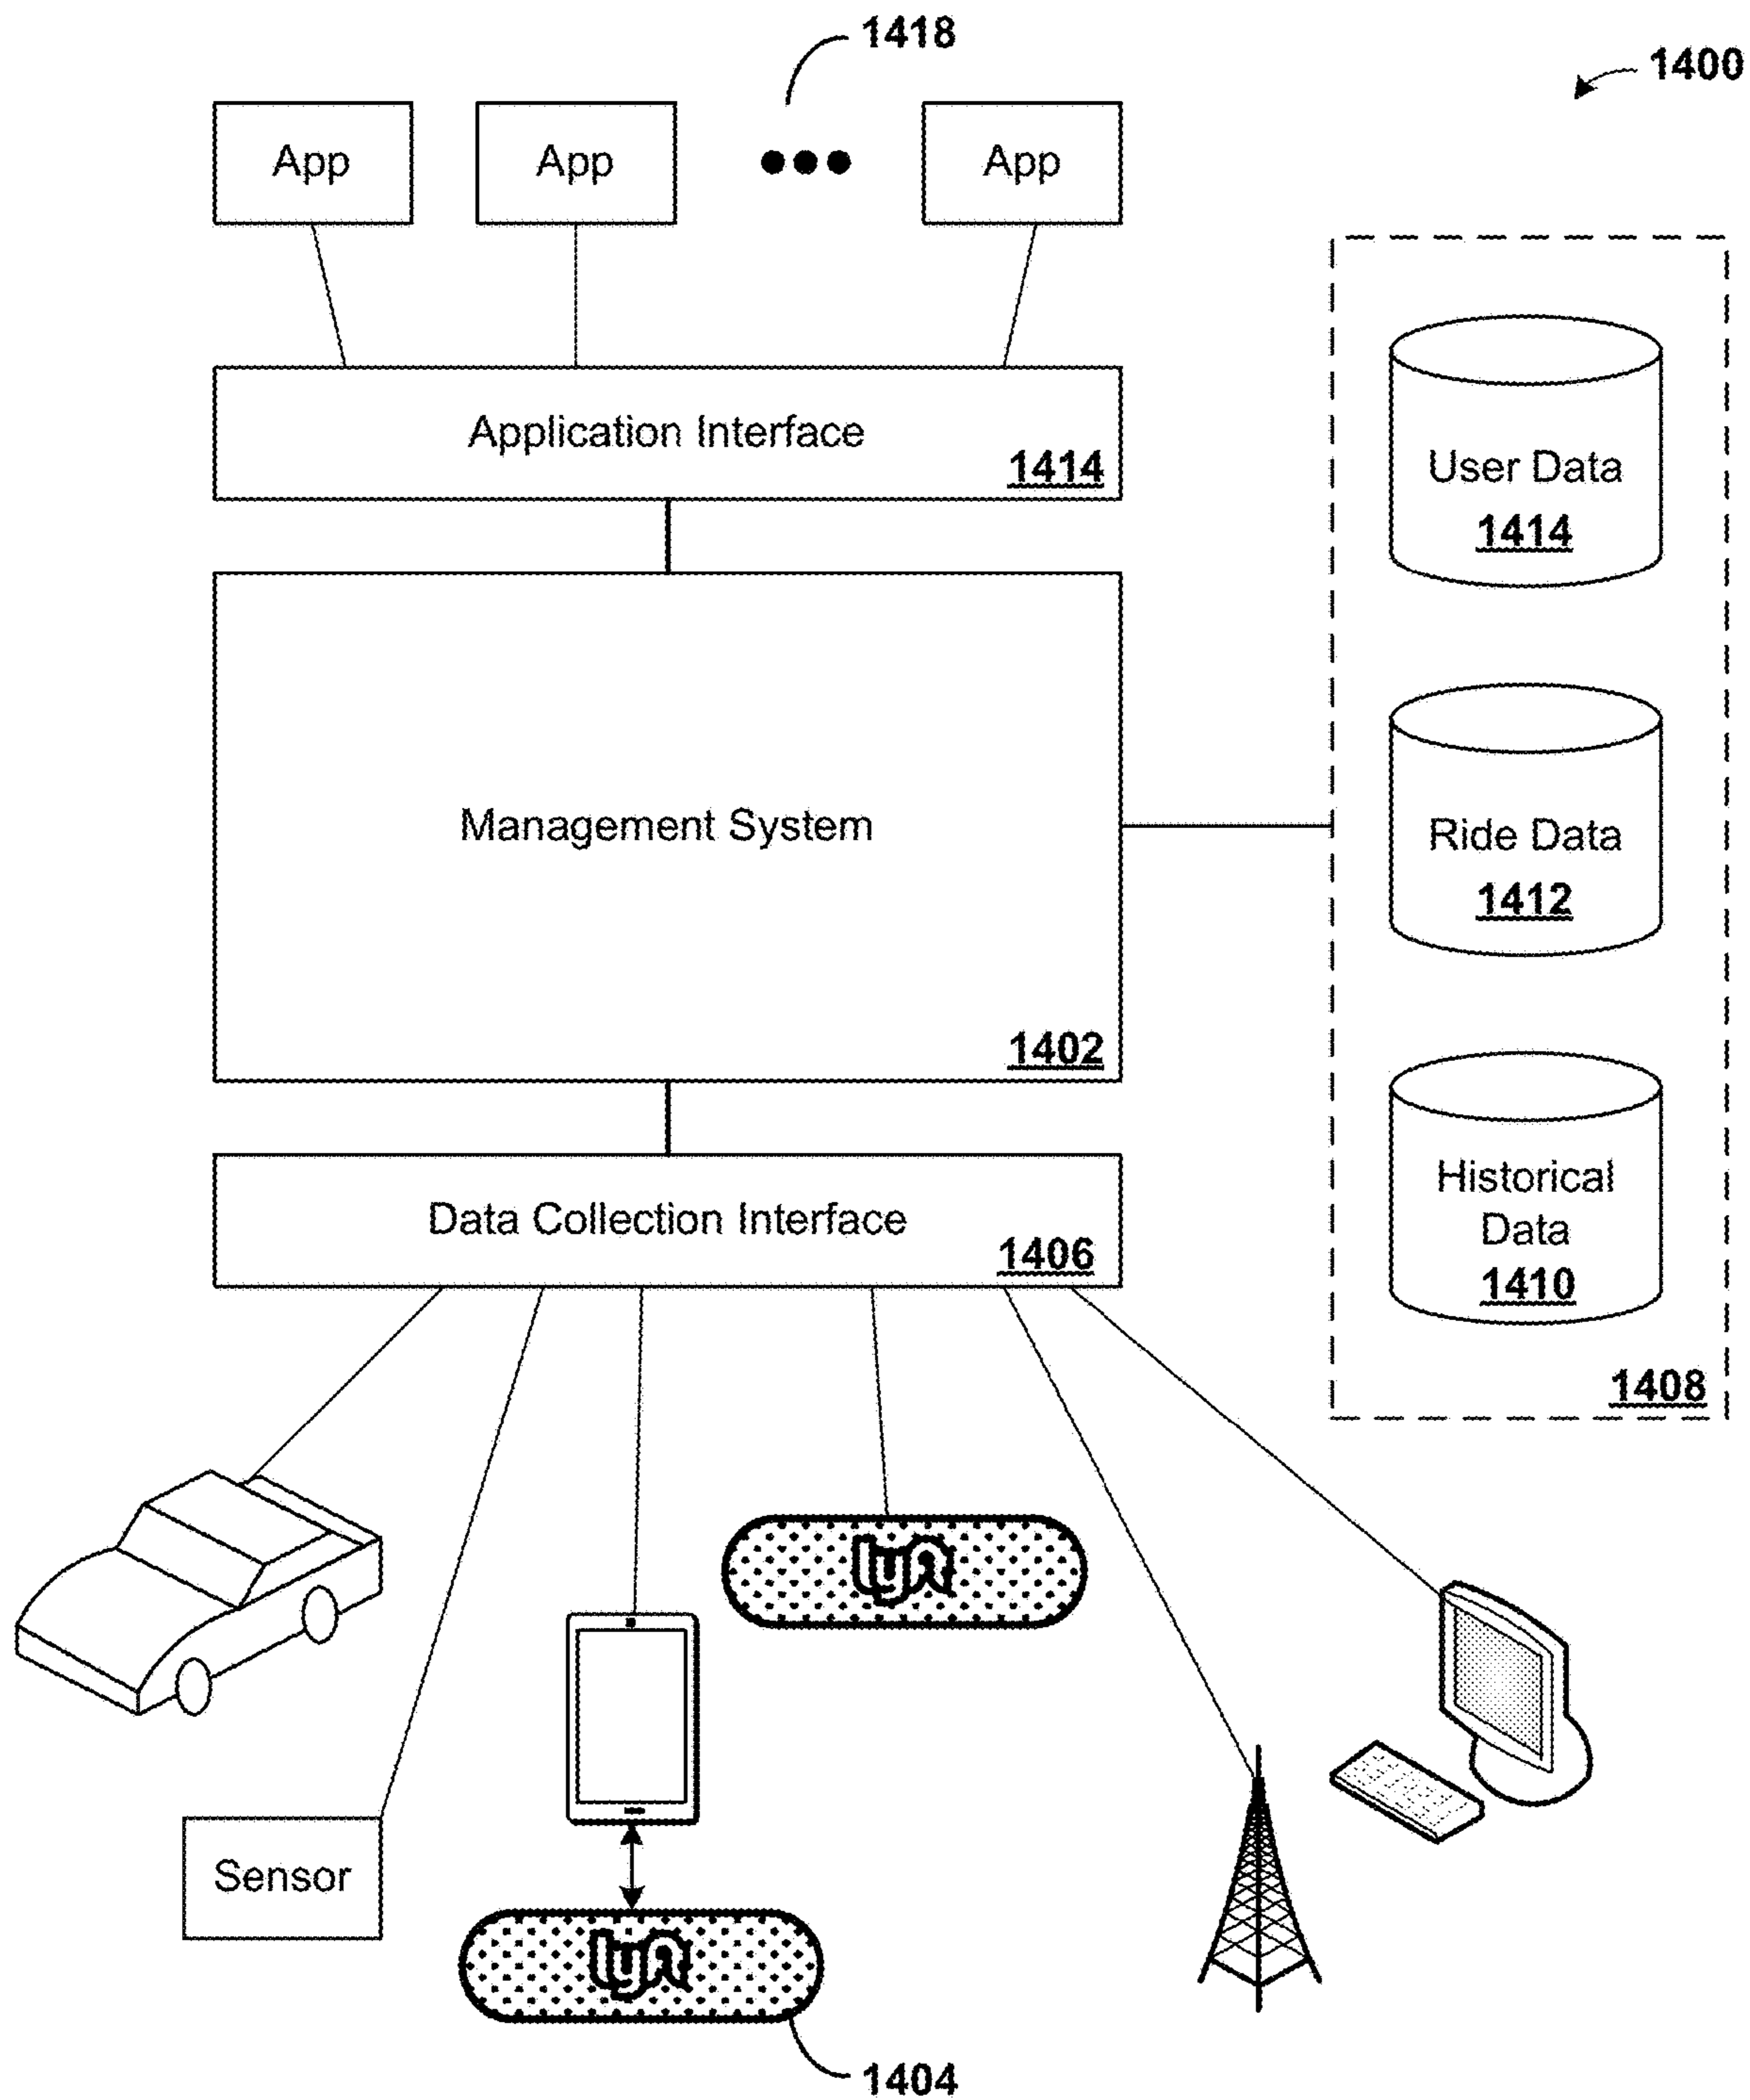 1418
1400
App
App
App
Application Interface
1414
User Data
1414
Management System
1402
Ride Data
1412
Data Collection Interface
1406
Historical
Data
1410
1408
lyft
Sensor
lyft
1404